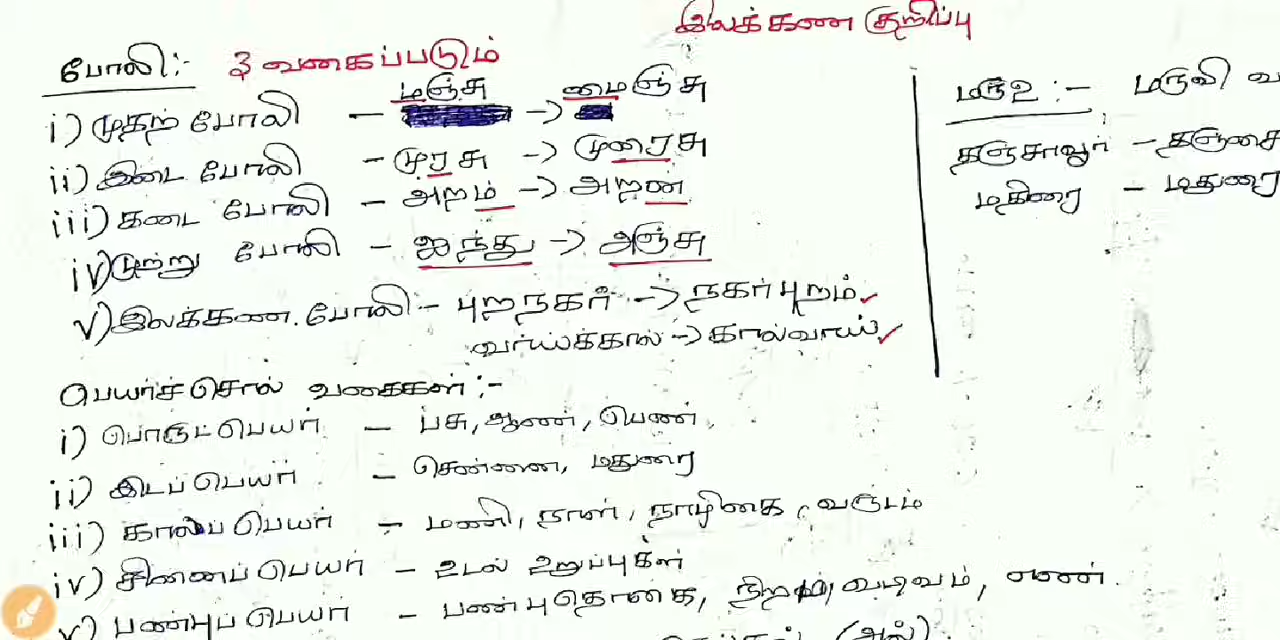 இலக்கண குறிப்பு
போலி:- 3 வகைப்படும்
i) முதற் போலி - மஞ்சு -> மைஞ்சு
ii) இடை போலி - முரசு -> முரைசு
iii) கடை போலி - அறம் -> அறன்
iv) முற்று போலி - ஐந்து -> அஞ்சு
v) இலக்கண போலி - புறநகர் -> நகர்புறம்
வாய்க்கால் -> கால்வாய்
பெயர்ச்சொல் வகைகள்:-
i) பொருட்பெயர் - பசு, ஆண், பெண்
ii) இடப்பெயர் - சென்னை, மதுரை
iii) காலப்பெயர் - மணி, நாள், நாழிகை, வருடம்
iv) சினைப்பெயர் - உடல் உறுப்புகள்
v) பண்புப்பெயர் - பண்புதொகை, நிறம், வடிவம், எண்
(அல்)
மரூஉ:- மருவி
தஞ்சாவூர் - தஞ்சை
மதிரை - மதுரை